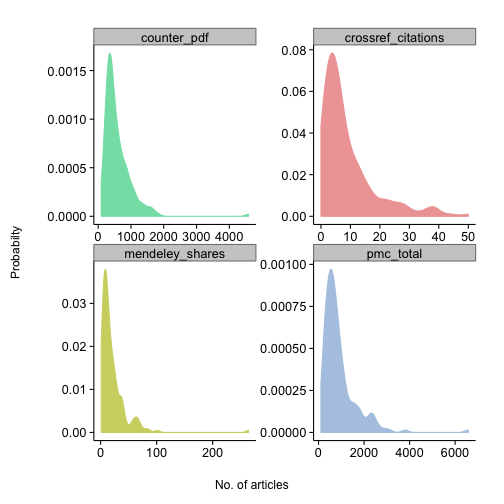 counter_pdf
crossref_citations
0.0015
0.0010
0.0005
0.0000
0.08
0.06
0.04
0.02
0.00
0 1000 2000 3000 4000
0 10 20 30 40 50
mendeley_shares
pmc_total
0.03
0.02
0.01
0.00
0.00100
0.00075
0.00050
0.00025
0.00000
0 100 200
0 2000 4000 6000
Probabilty
No. of articles